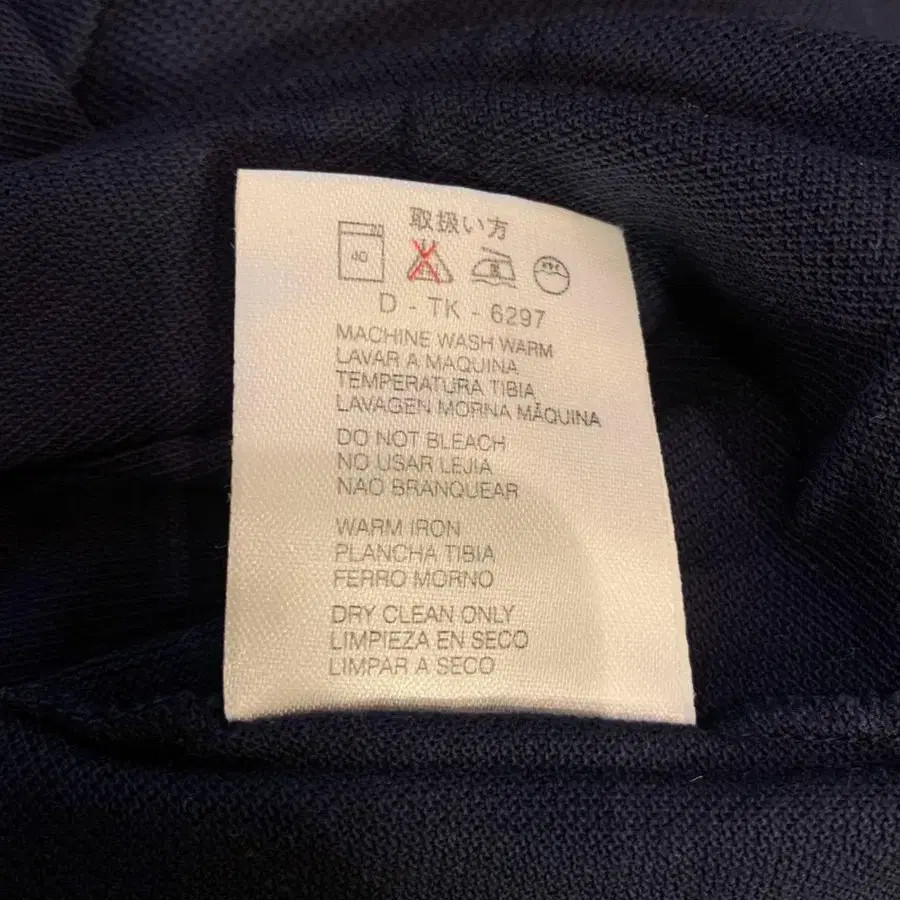 取扱い方
40
D - TK - 6297
MACHINE WASH WARM
LAVAR A MAQUINA
TEMPERATURA TIBIA
LAVAGEN MORNA MÃQUINA
DO NOT BLEACH
NO USAR LEJIA
NAO BRANQUEAR
WARM IRON
PLANCHA TIBIA
FERRO MORNO
DRY CLEAN ONLY
LIMPIEZA EN SECO
LIMPAR A SECO